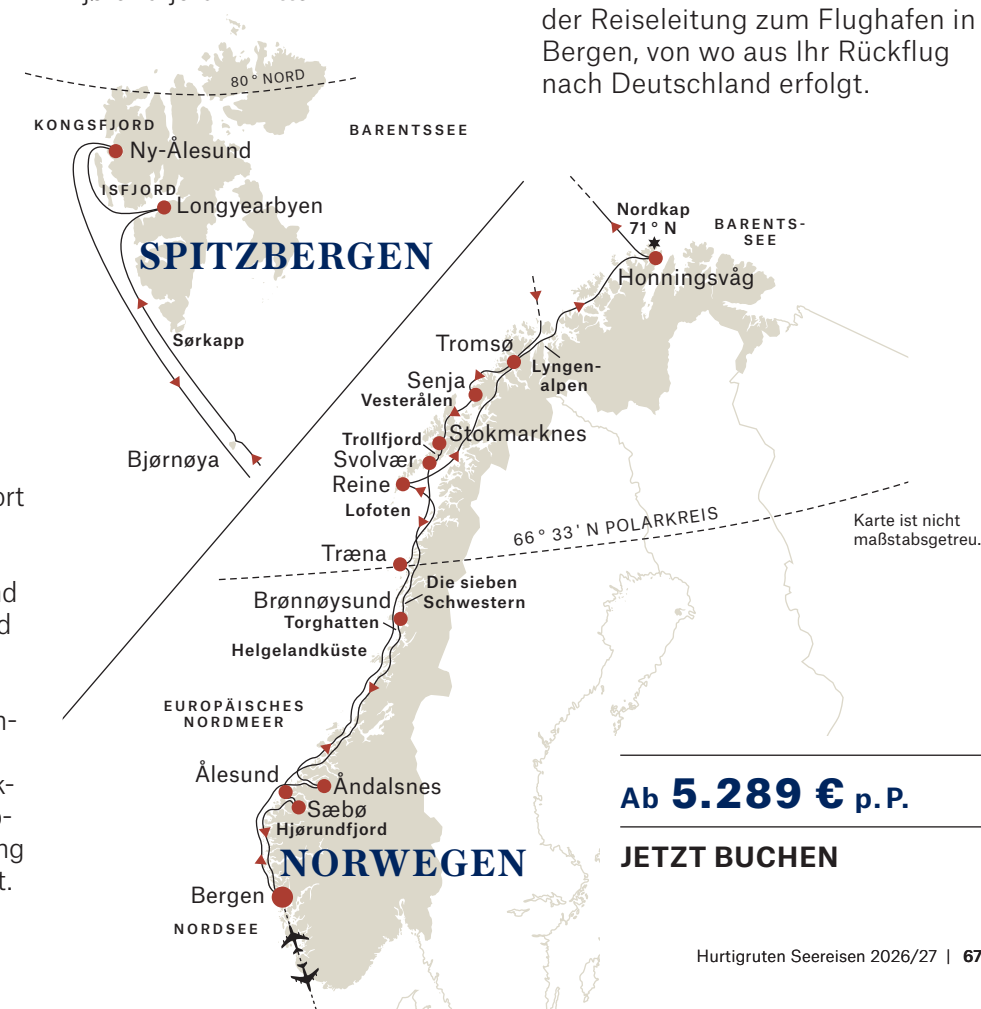 der Reiseleitung zum Flughafen in
Bergen, von wo aus Ihr Rückflug
nach Deutschland erfolgt.
80° NORD
KONGSFJORD
BARENTSSEE
Ny-Ålesund
ISFJORD
Longyearbyen
SPITZBERGEN
Sørkapp
Bjørnøya
Nordkap
71° N
BARENTS-
SEE
Honningsvåg
Tromsø
Lyngen-
alpen
Senja
Vesterålen
Stokmarknes
Trollfjord
Svolvær
Reine
Lofoten
66° 33' N POLARKREIS
Karte ist nicht
maßstabsgetreu.
Træna
Die sieben
Schwestern
Brønnøysund
Torghatten
Helgelandküste
EUROPÄISCHES
NORDMEER
Ålesund
Åndalsnes
Sæbø
Hjørundfjord
NORWEGEN
Bergen
NORDSEE
Ab 5.289 € p. P.
JETZT BUCHEN
Hurtigruten Seereisen 2026/27 | 67